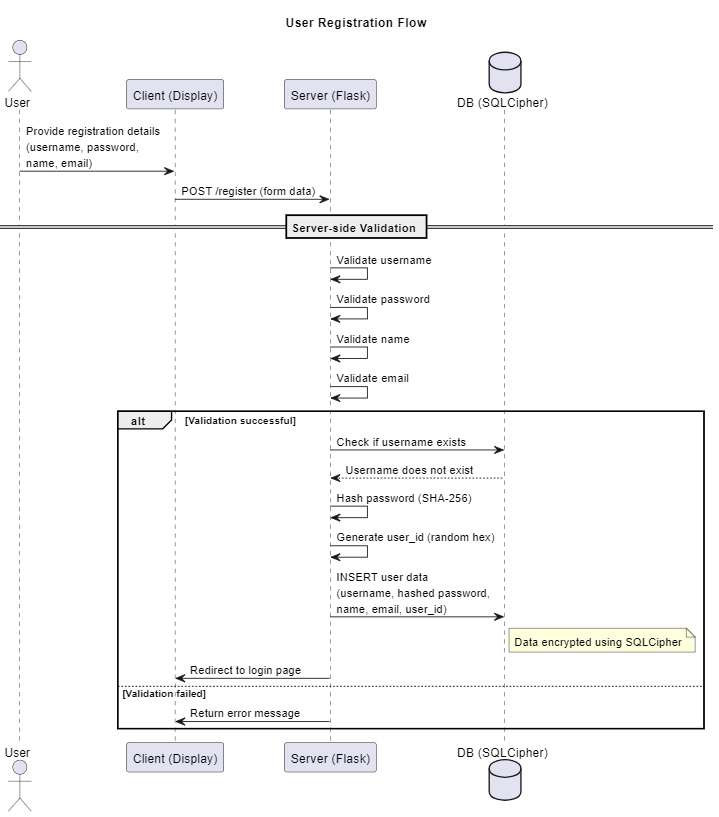 User Registration Flow
User
Client (Display)
Server (Flask)
DB (SQLCipher)
Provide registration details
(username, password,
name, email)
POST /register (form data)
Server-side Validation
Validate username
Validate password
Validate name
Validate email
alt
[Validation successful]
Check if username exists
Username does not exist
Hash password (SHA-256)
Generate user_id (random hex)
INSERT user data
(username, hashed password,
name, email, user_id)
Data encrypted using SQLCipher
Redirect to login page
[Validation failed]
Return error message
User
Client (Display)
Server (Flask)
DB (SQLCipher)